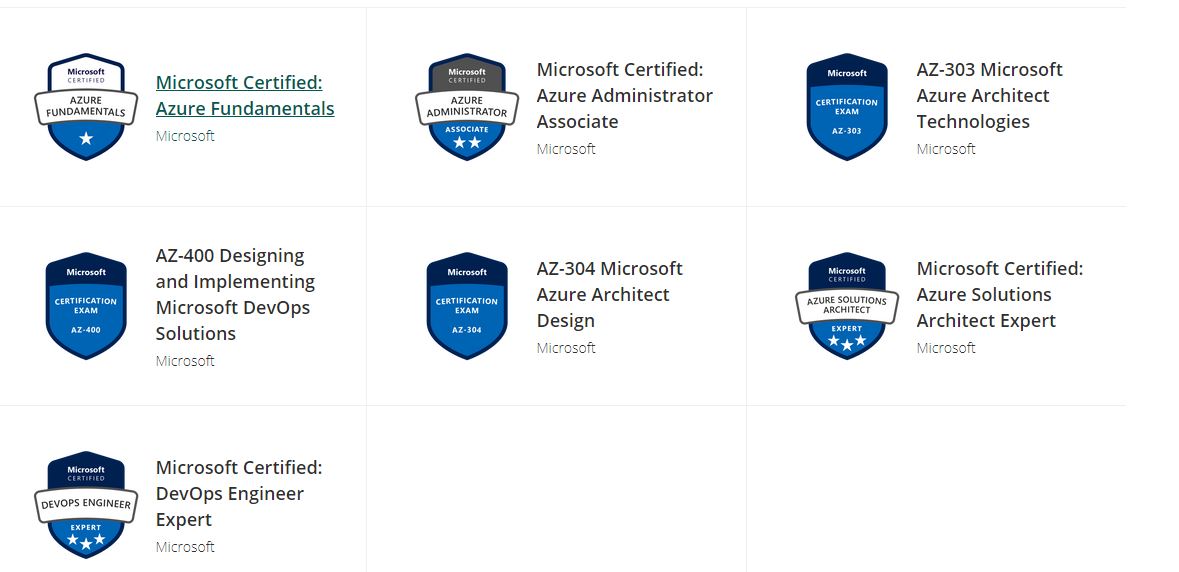 Microsoft
CERTIFIED
AZURE
FUNDAMENTALS
Microsoft Certified:
Azure Fundamentals
Microsoft
Microsoft
CERTIFIED
AZURE
ADMINISTRATOR
ASSOCIATE
Microsoft Certified:
Azure Administrator
Associate
Microsoft
Microsoft
CERTIFICATION
EXAM
AZ-303
AZ-303 Microsoft
Azure Architect
Technologies
Microsoft
Microsoft
CERTIFICATION
EXAM
AZ-400
AZ-400 Designing
and Implementing
Microsoft DevOps
Solutions
Microsoft
Microsoft
CERTIFICATION
EXAM
AZ-304
AZ-304 Microsoft
Azure Architect
Design
Microsoft
Microsoft
CERTIFIED
AZURE SOLUTIONS
ARCHITECT
EXPERT
Microsoft Certified:
Azure Solutions
Architect Expert
Microsoft
Microsoft
CERTIFIED
DEVOPS ENGINEER
EXPERT
Microsoft Certified:
DevOps Engineer
Expert
Microsoft